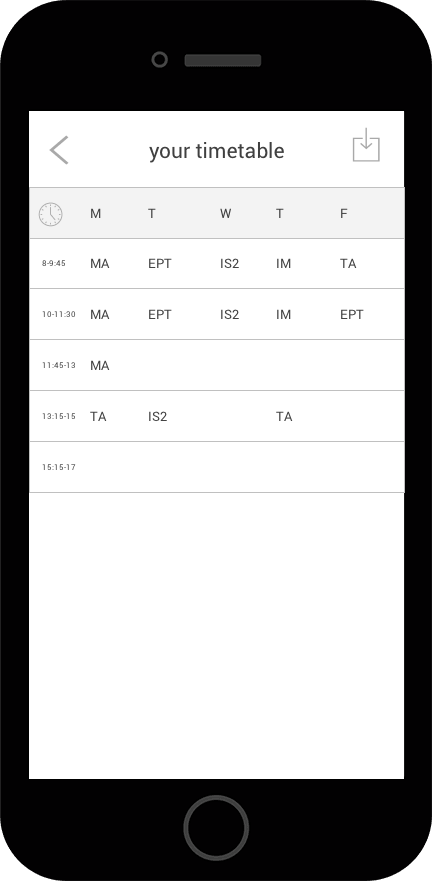 your timetable
M T W T F
8-9:45 MA EPT IS2 IM TA
10-11:30 MA EPT IS2 IM EPT
11:45-13 MA
13:15-15 TA IS2 TA
15:15-17